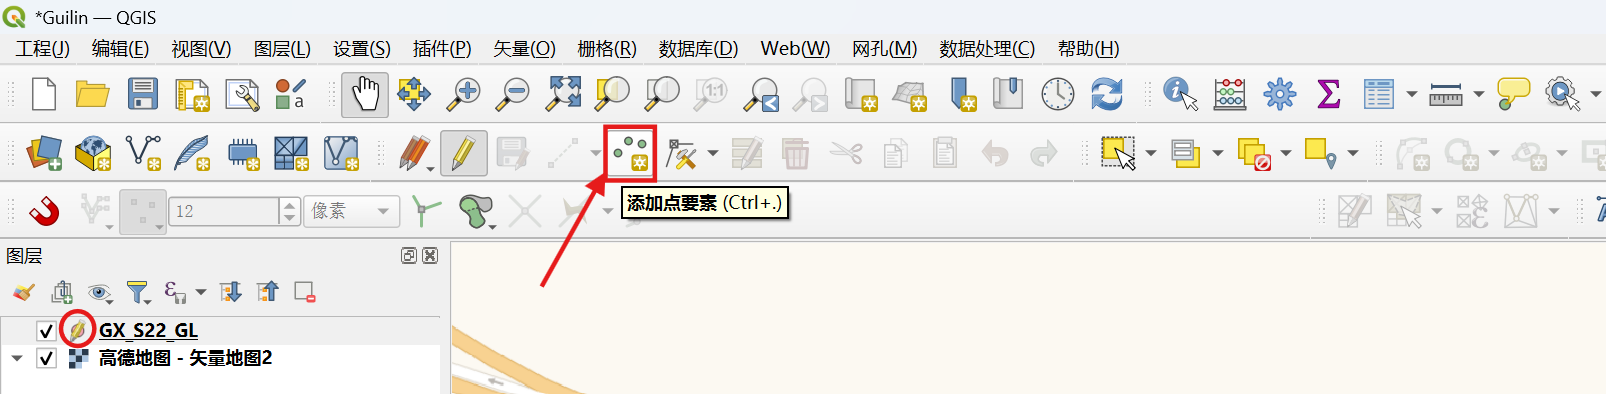 *Guilin — QGIS
工程(J) 编辑(E) 视图(V) 图层(L) 设置(S) 插件(P) 矢量(O) 栅格(R) 数据库(D) Web(W) 网孔(M) 数据处理(C) 帮助(H)
a 1:1 Σ
12 像素
添加点要素 (Ctrl+.)
图层
ε
GX_S22_GL
高德地图 - 矢量地图2